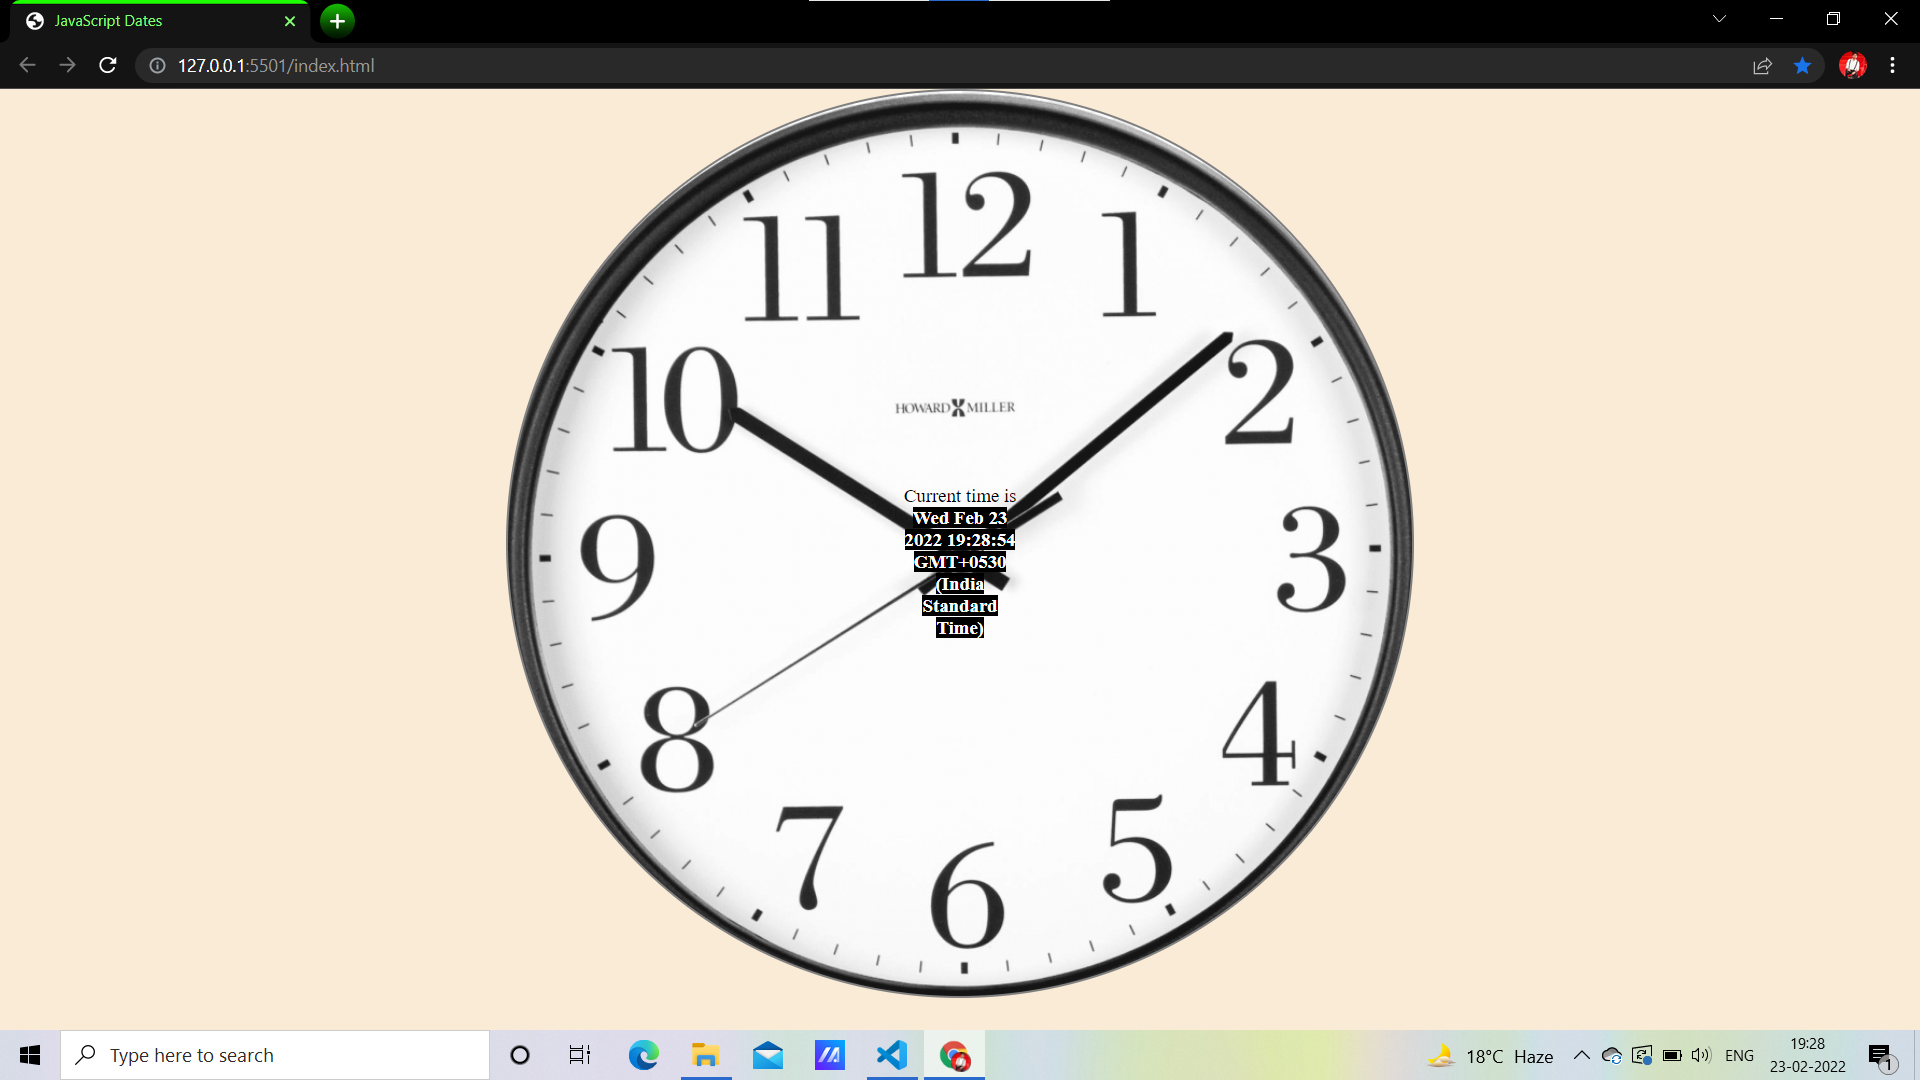 JavaScript Dates
127.0.0.1:5501/index.html
12
11
1
10
2
HOWARD MILLER
Current time is
Wed Feb 23
2022 19:28:54
GMT+0530
(India
Standard
Time)
9
3
8
4
7
5
6
Type here to search
18°C Haze
ENG
19:28
23-02-2022
1